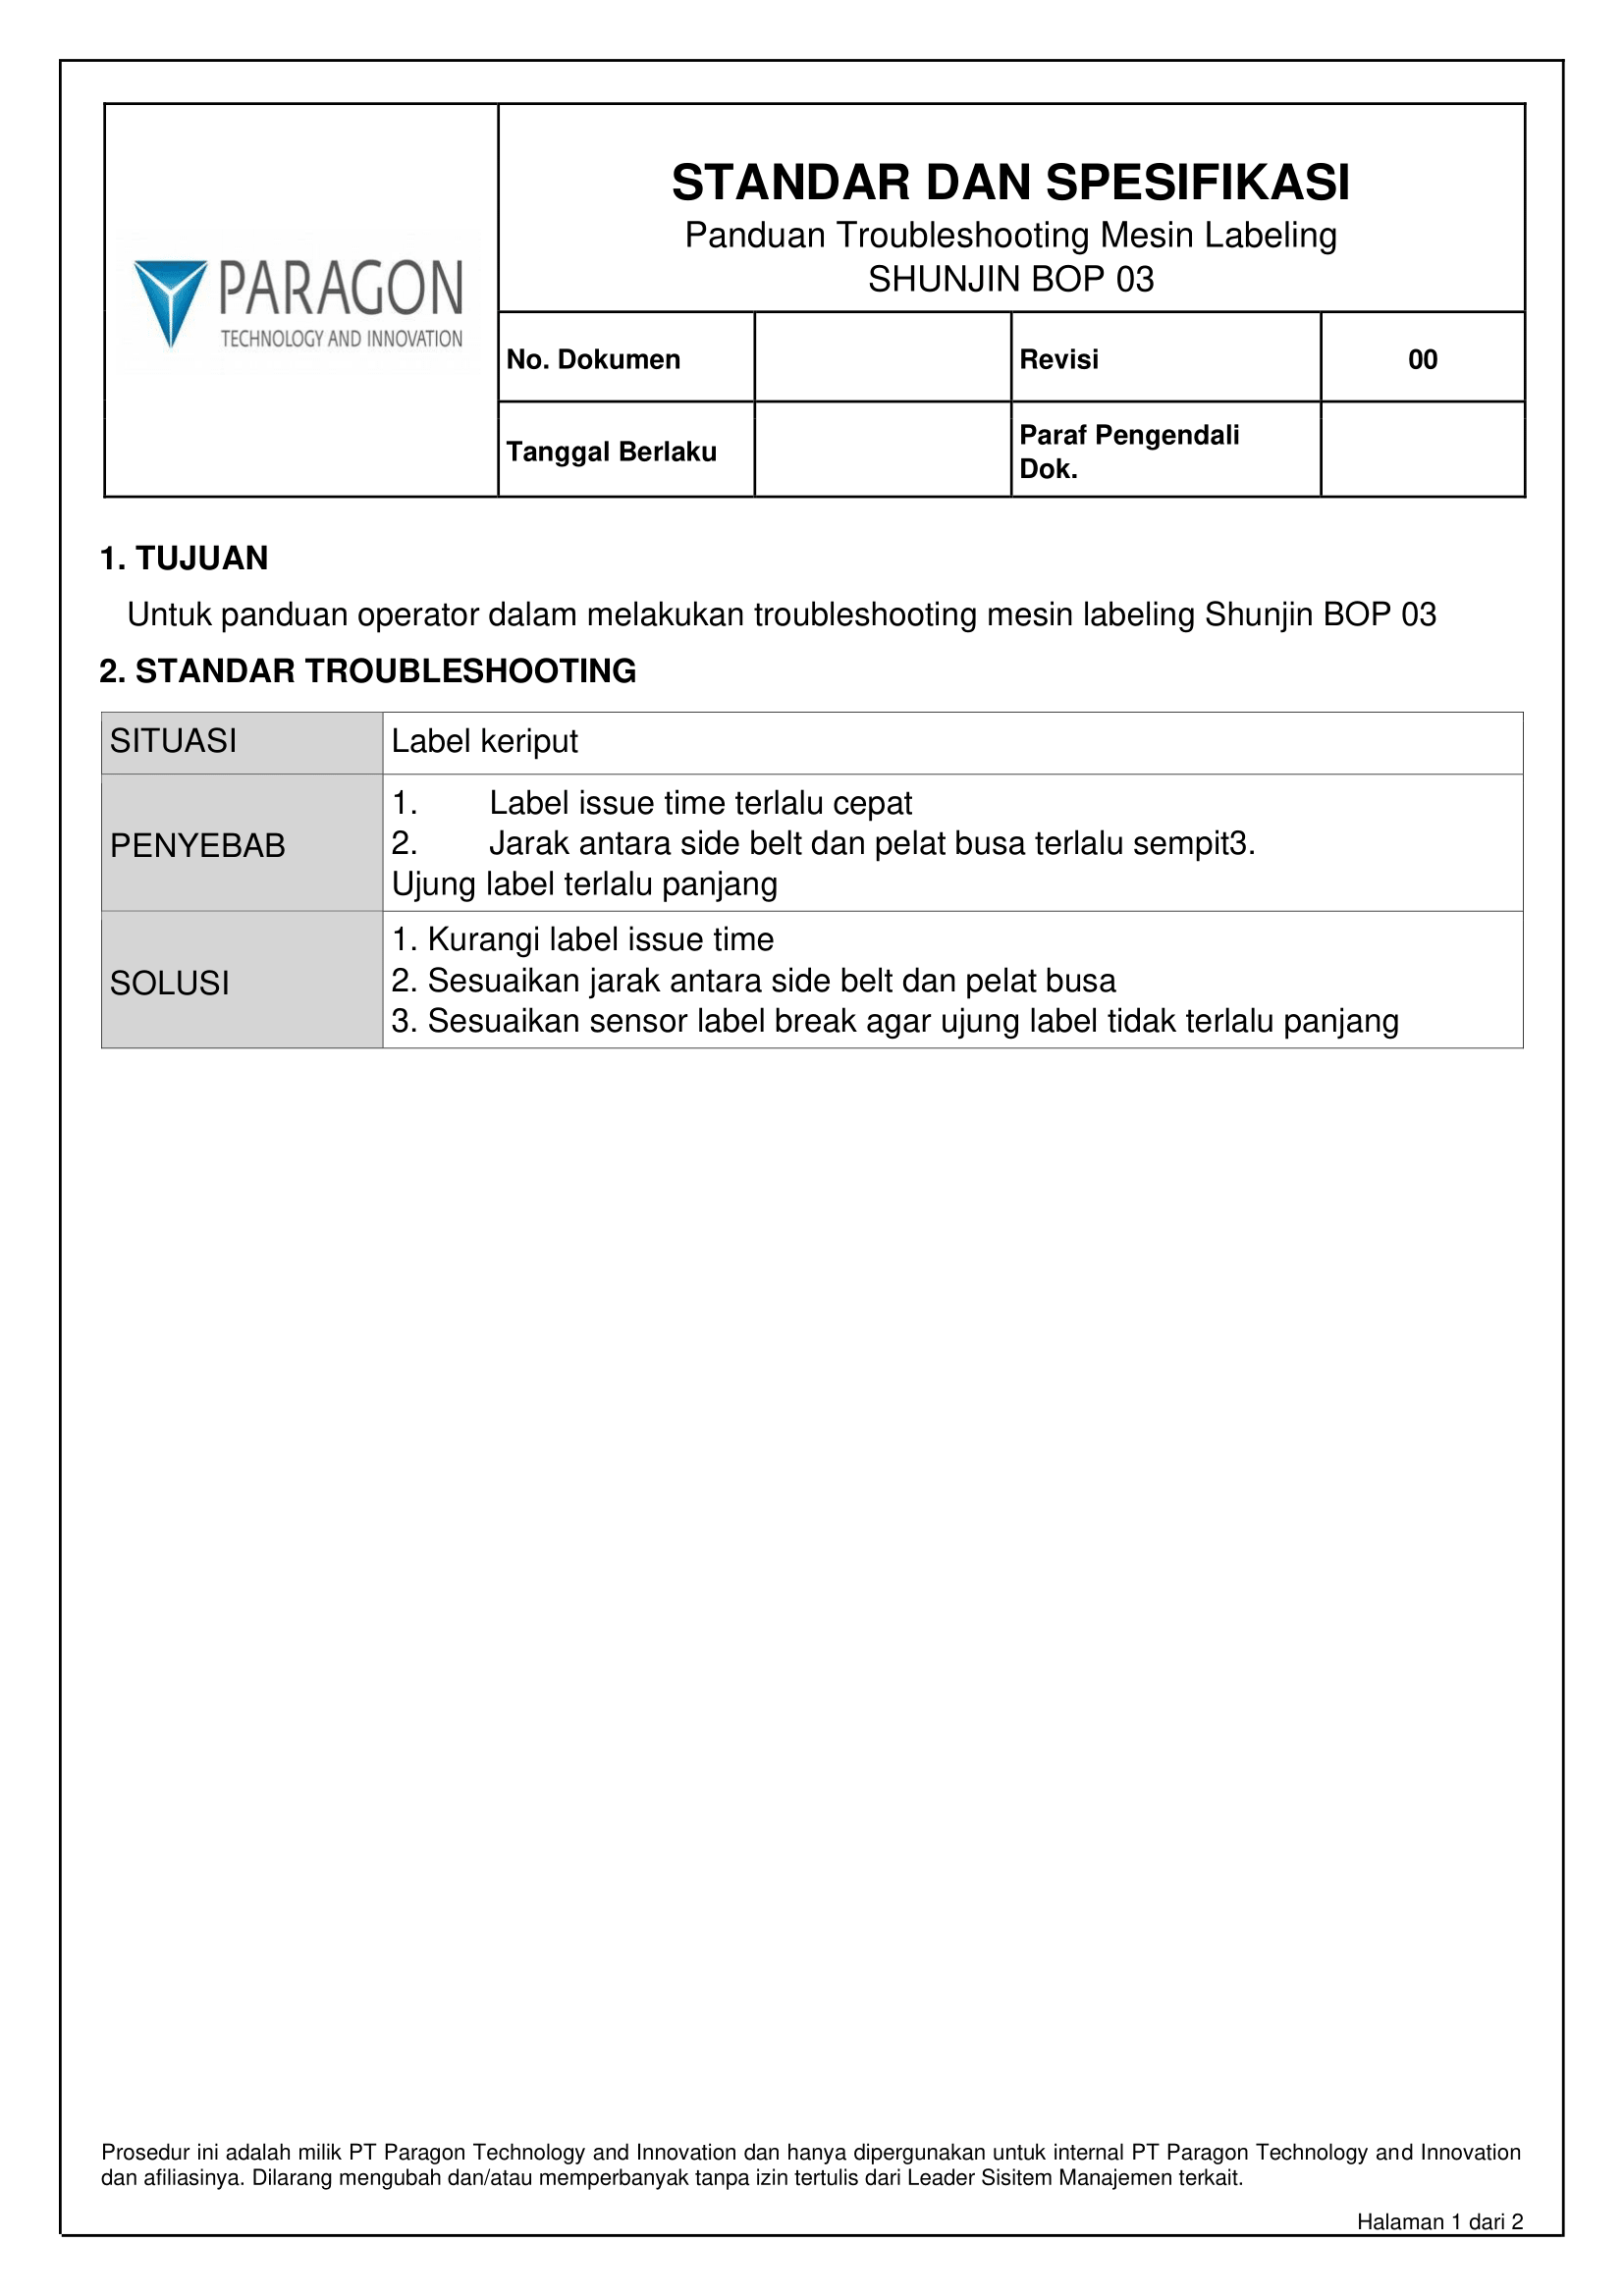 STANDAR DAN SPESIFIKASI
Panduan Troubleshooting Mesin Labeling
SHUNJIN BOP 03
PARAGON
TECHNOLOGY AND INNOVATION
No. Dokumen
Revisi
00
Tanggal Berlaku
Paraf Pengendali
Dok.
1. TUJUAN
Untuk panduan operator dalam melakukan troubleshooting mesin labeling Shunjin BOP 03
2. STANDAR TROUBLESHOOTING
SITUASI
Label keriput
PENYEBAB
1. Label issue time terlalu cepat
2. Jarak antara side belt dan pelat busa terlalu sempit3.
Ujung label terlalu panjang
SOLUSI
1. Kurangi label issue time
2. Sesuaikan jarak antara side belt dan pelat busa
3. Sesuaikan sensor label break agar ujung label tidak terlalu panjang
Prosedur ini adalah milik PT Paragon Technology and Innovation dan hanya dipergunakan untuk internal PT Paragon Technology and Innovation
dan afiliasinya. Dilarang mengubah dan/atau memperbanyak tanpa izin tertulis dari Leader Sisitem Manajemen terkait.
Halaman 1 dari 2